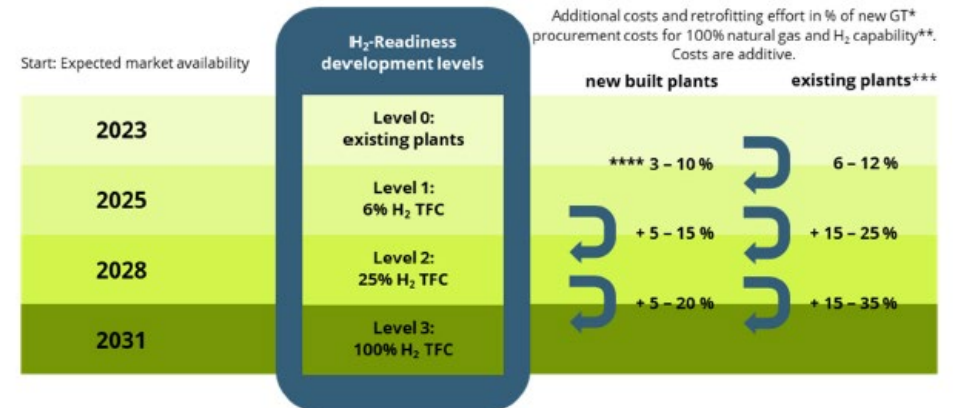 Start: Expected market availability
H₂-Readiness
development levels
Additional costs and retrofitting effort in % of new GT*
procurement costs for 100% natural gas and H₂ capability**.
Costs are additive.
new built plants
existing plants***
2023
Level 0:
existing plants
**** 3 – 10 %
6 – 12 %
2025
Level 1:
6% H₂ TFC
+ 5 – 15 %
+ 15 – 25 %
2028
Level 2:
25% H₂ TFC
+ 5 – 20 %
+ 15 – 35 %
2031
Level 3:
100% H₂ TFC